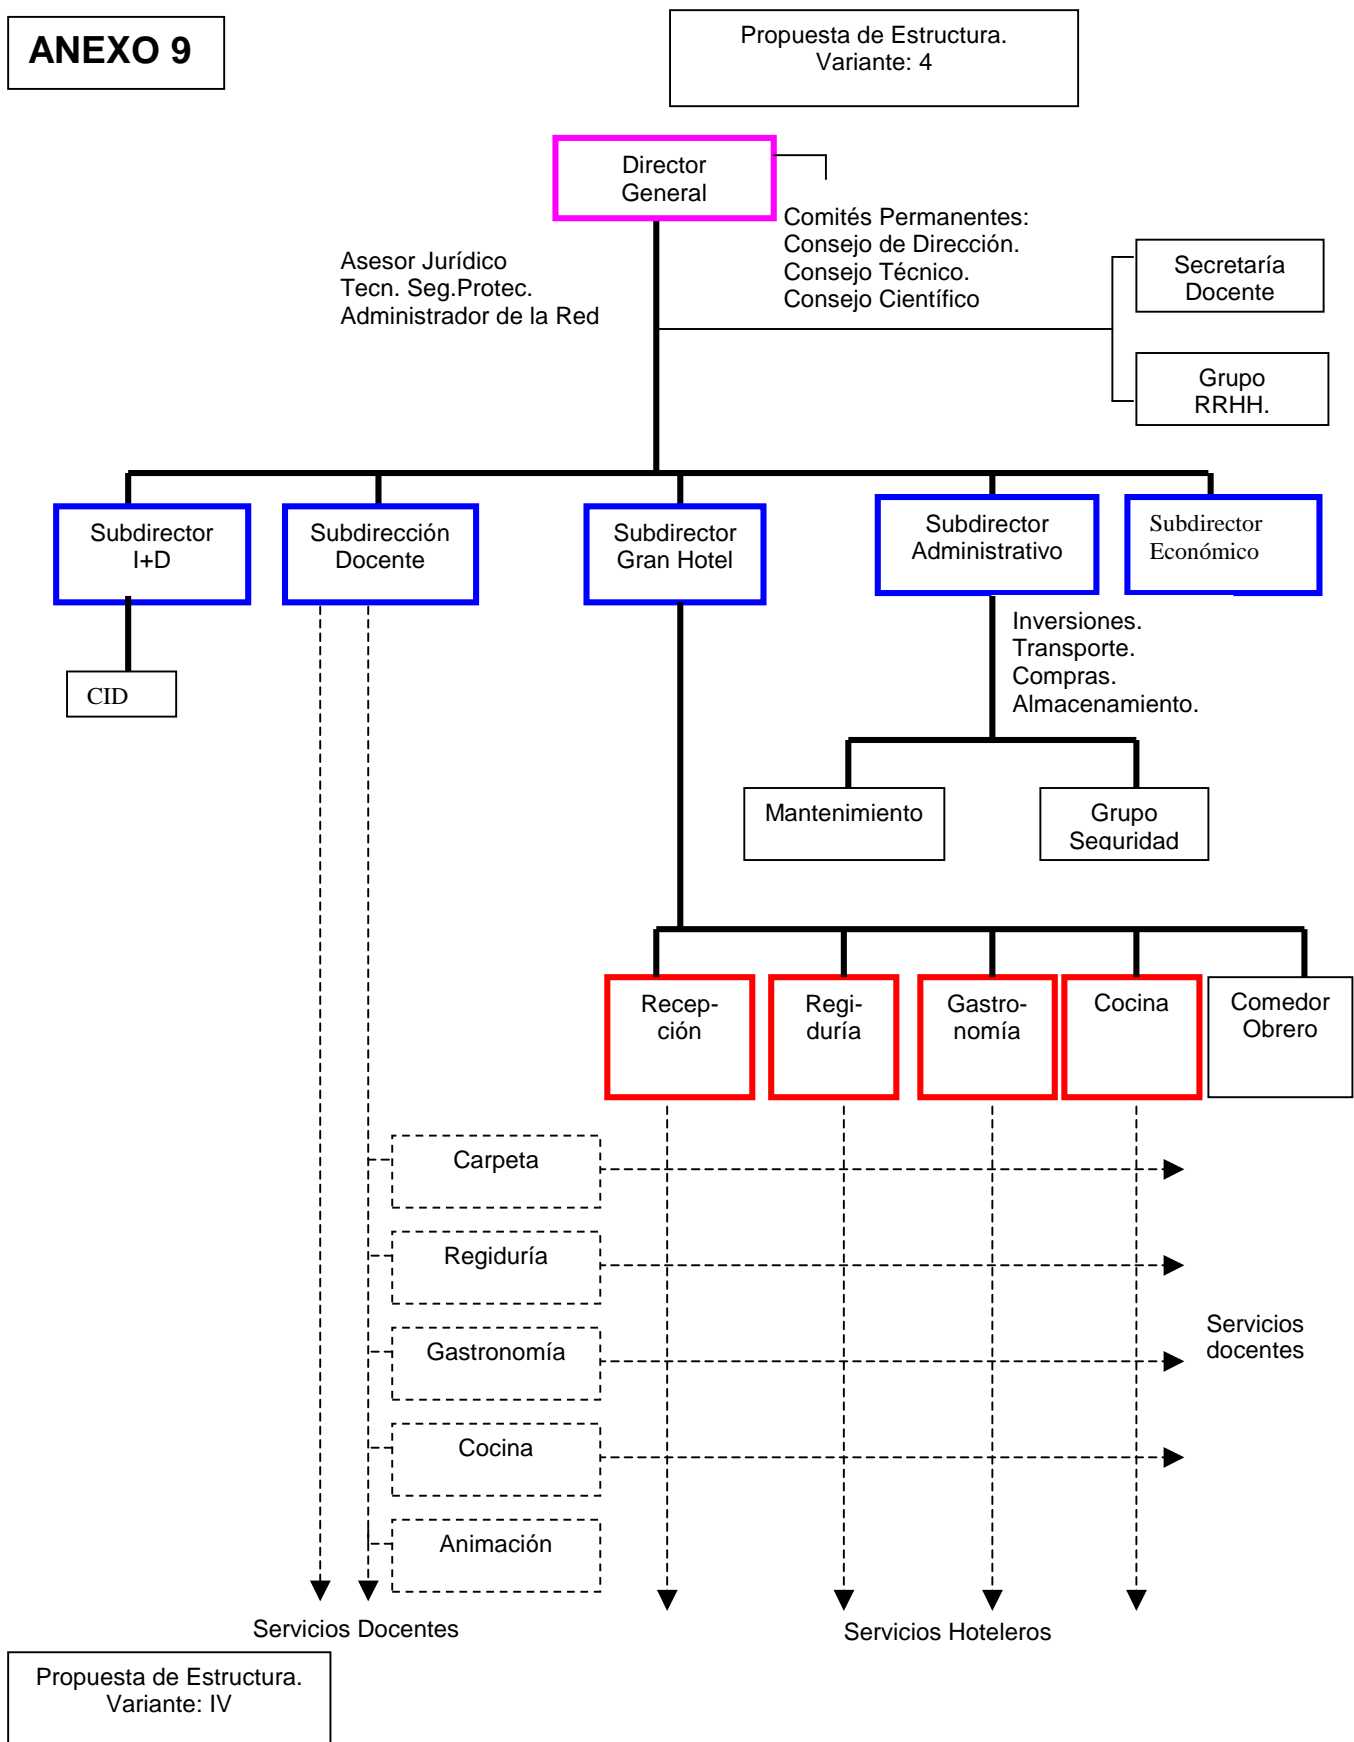 ANEXO 9
Propuesta de Estructura.
Variante: 4
Director
General
Comités Permanentes:
Consejo de Dirección.
Consejo Técnico.
Consejo Científico
Asesor Jurídico
Tecn. Seg.Protec.
Administrador de la Red
Secretaría
Docente
Grupo
RRHH.
Subdirector
I+D
Subdirección
Docente
Subdirector
Gran Hotel
Subdirector
Administrativo
Subdirector
Económico
Inversiones.
Transporte.
Compras.
Almacenamiento.
CID
Mantenimiento
Grupo
Seguridad
Recep-
ción
Regi-
duría
Gastro-
nomía
Cocina
Comedor
Obrero
Carpeta
Regiduría
Gastronomía
Cocina
Animación
Servicios
docentes
Servicios Docentes
Servicios Hoteleros
Propuesta de Estructura.
Variante: IV